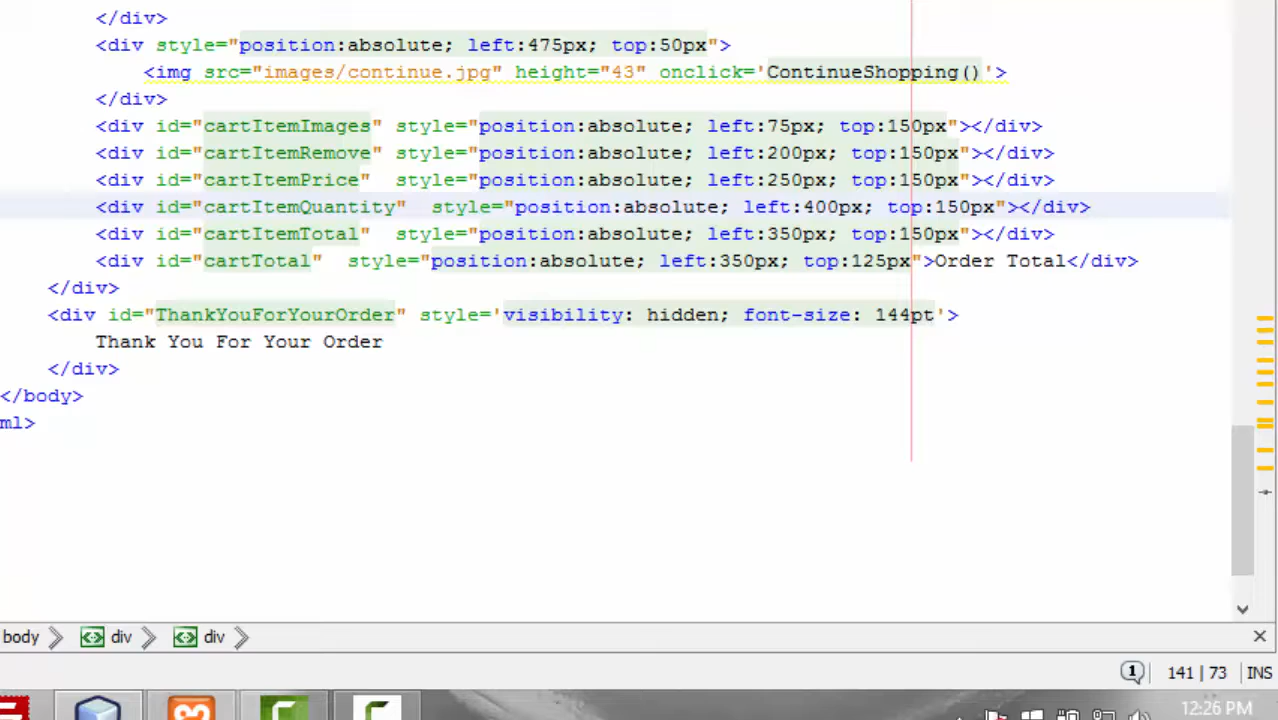 </div>
<div style="position:absolute; left:475px; top:50px">
<img src="images/continue.jpg" height="43" onclick='ContinueShopping()'>
</div>
<div id="cartItemImages" style="position:absolute; left:75px; top:150px"></div>
<div id="cartItemRemove" style="position:absolute; left:200px; top:150px"></div>
<div id="cartItemPrice"  style="position:absolute; left:250px; top:150px"></div>
<div id="cartItemQuantity"  style="position:absolute; left:400px; top:150px"></div>
<div id="cartItemTotal"  style="position:absolute; left:350px; top:150px"></div>
<div id="cartTotal"  style="position:absolute; left:350px; top:125px">Order Total</div>
</div>
<div id="ThankYouForYourOrder" style='visibility: hidden; font-size: 144pt'>
Thank You For Your Order
</div>
</body>
ml>
body div div
1 141 | 73 INS
12:26 PM